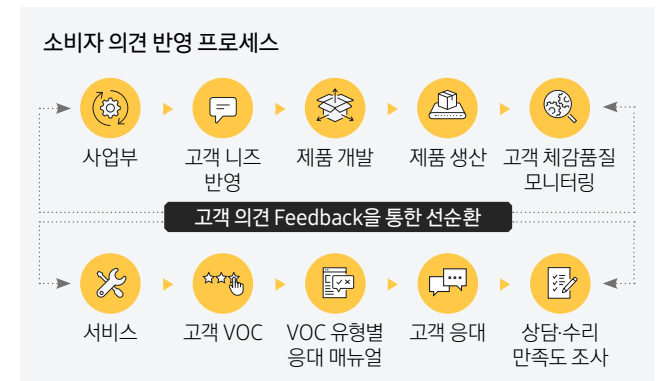 소비자 의견 반영 프로세스
사업부
고객 니즈
반영
제품 개발
제품 생산
고객 체감품질
모니터링
고객 의견 Feedback을 통한 선순환
서비스
고객 VOC
VOC 유형별
응대 매뉴얼
고객 응대
상담·수리
만족도 조사